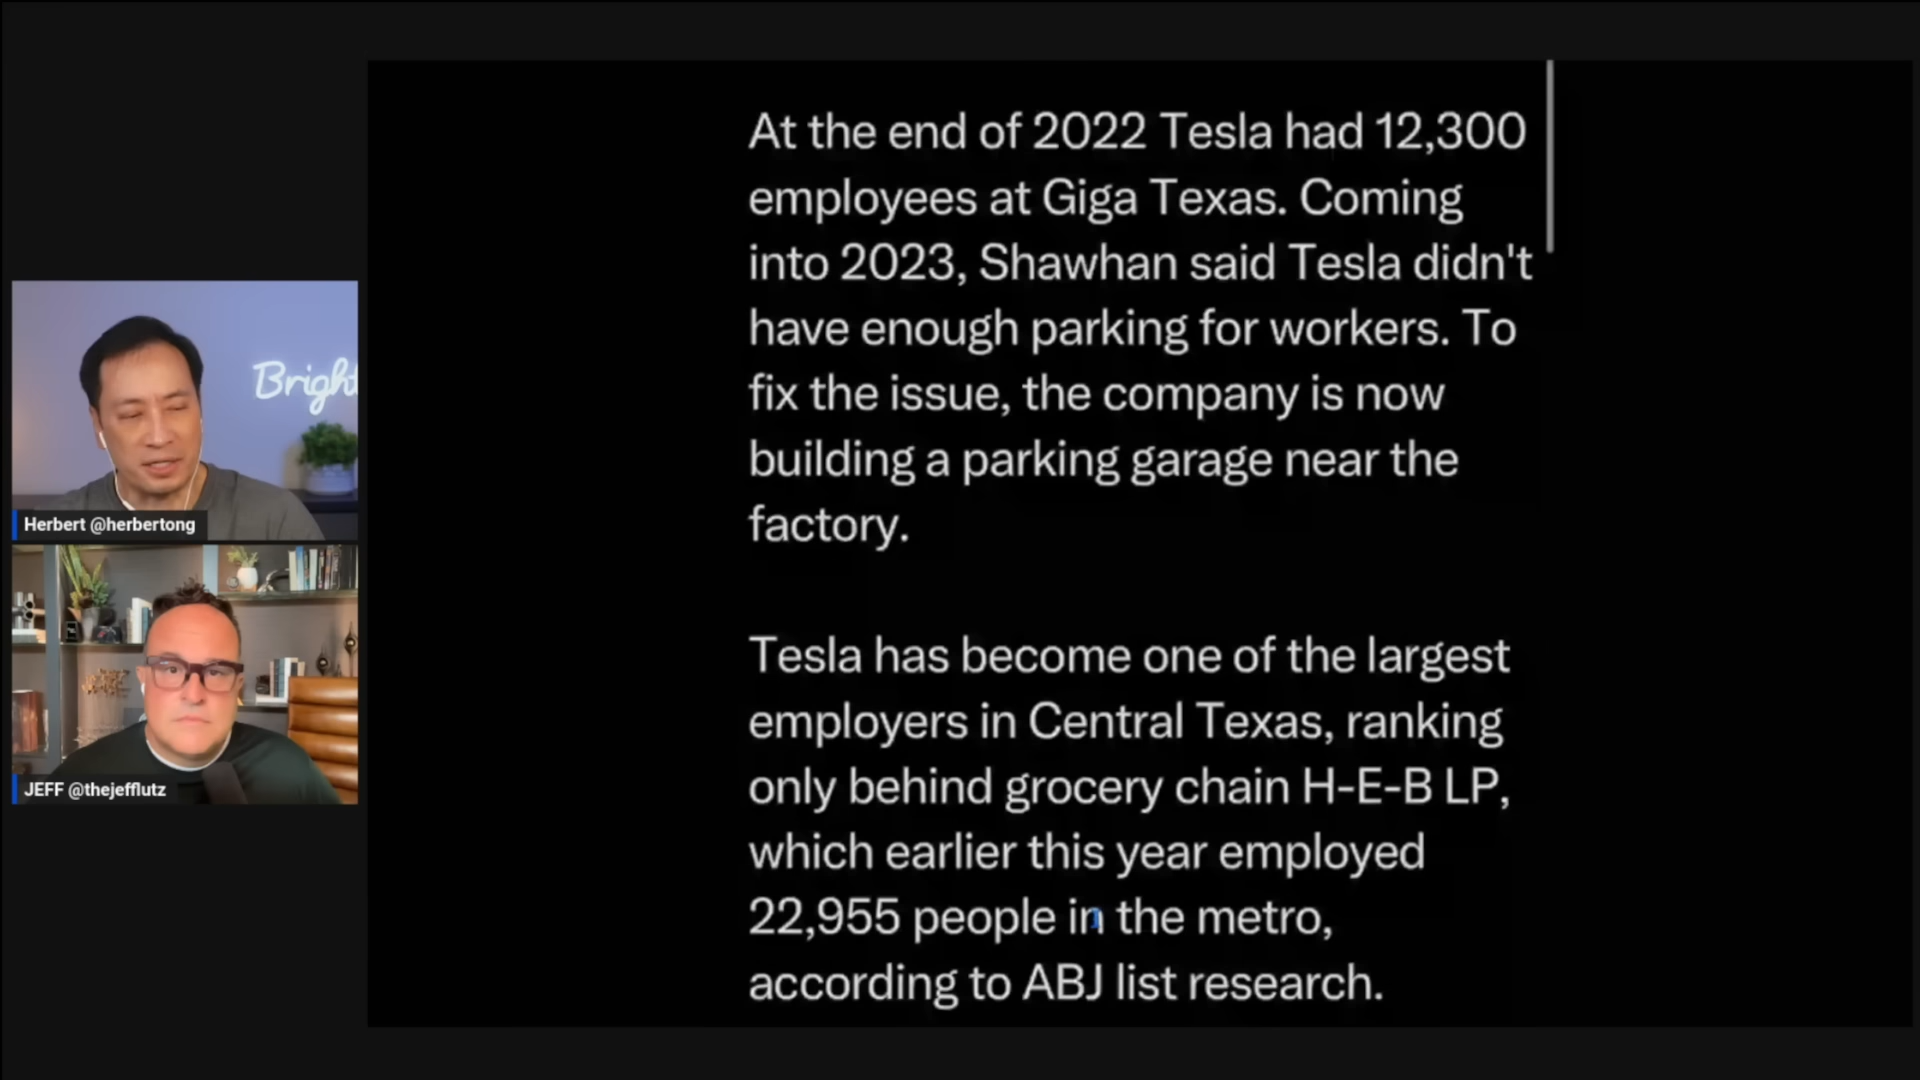 At the end of 2022 Tesla had 12,300
employees at Giga Texas. Coming
into 2023, Shawhan said Tesla didn't
have enough parking for workers. To
fix the issue, the company is now
building a parking garage near the
factory.
Tesla has become one of the largest
employers in Central Texas, ranking
only behind grocery chain H-E-B LP,
which earlier this year employed
22,955 people in the metro,
according to ABJ list research.
Bright
Herbert @herbertong
JEFF @thejefflutz